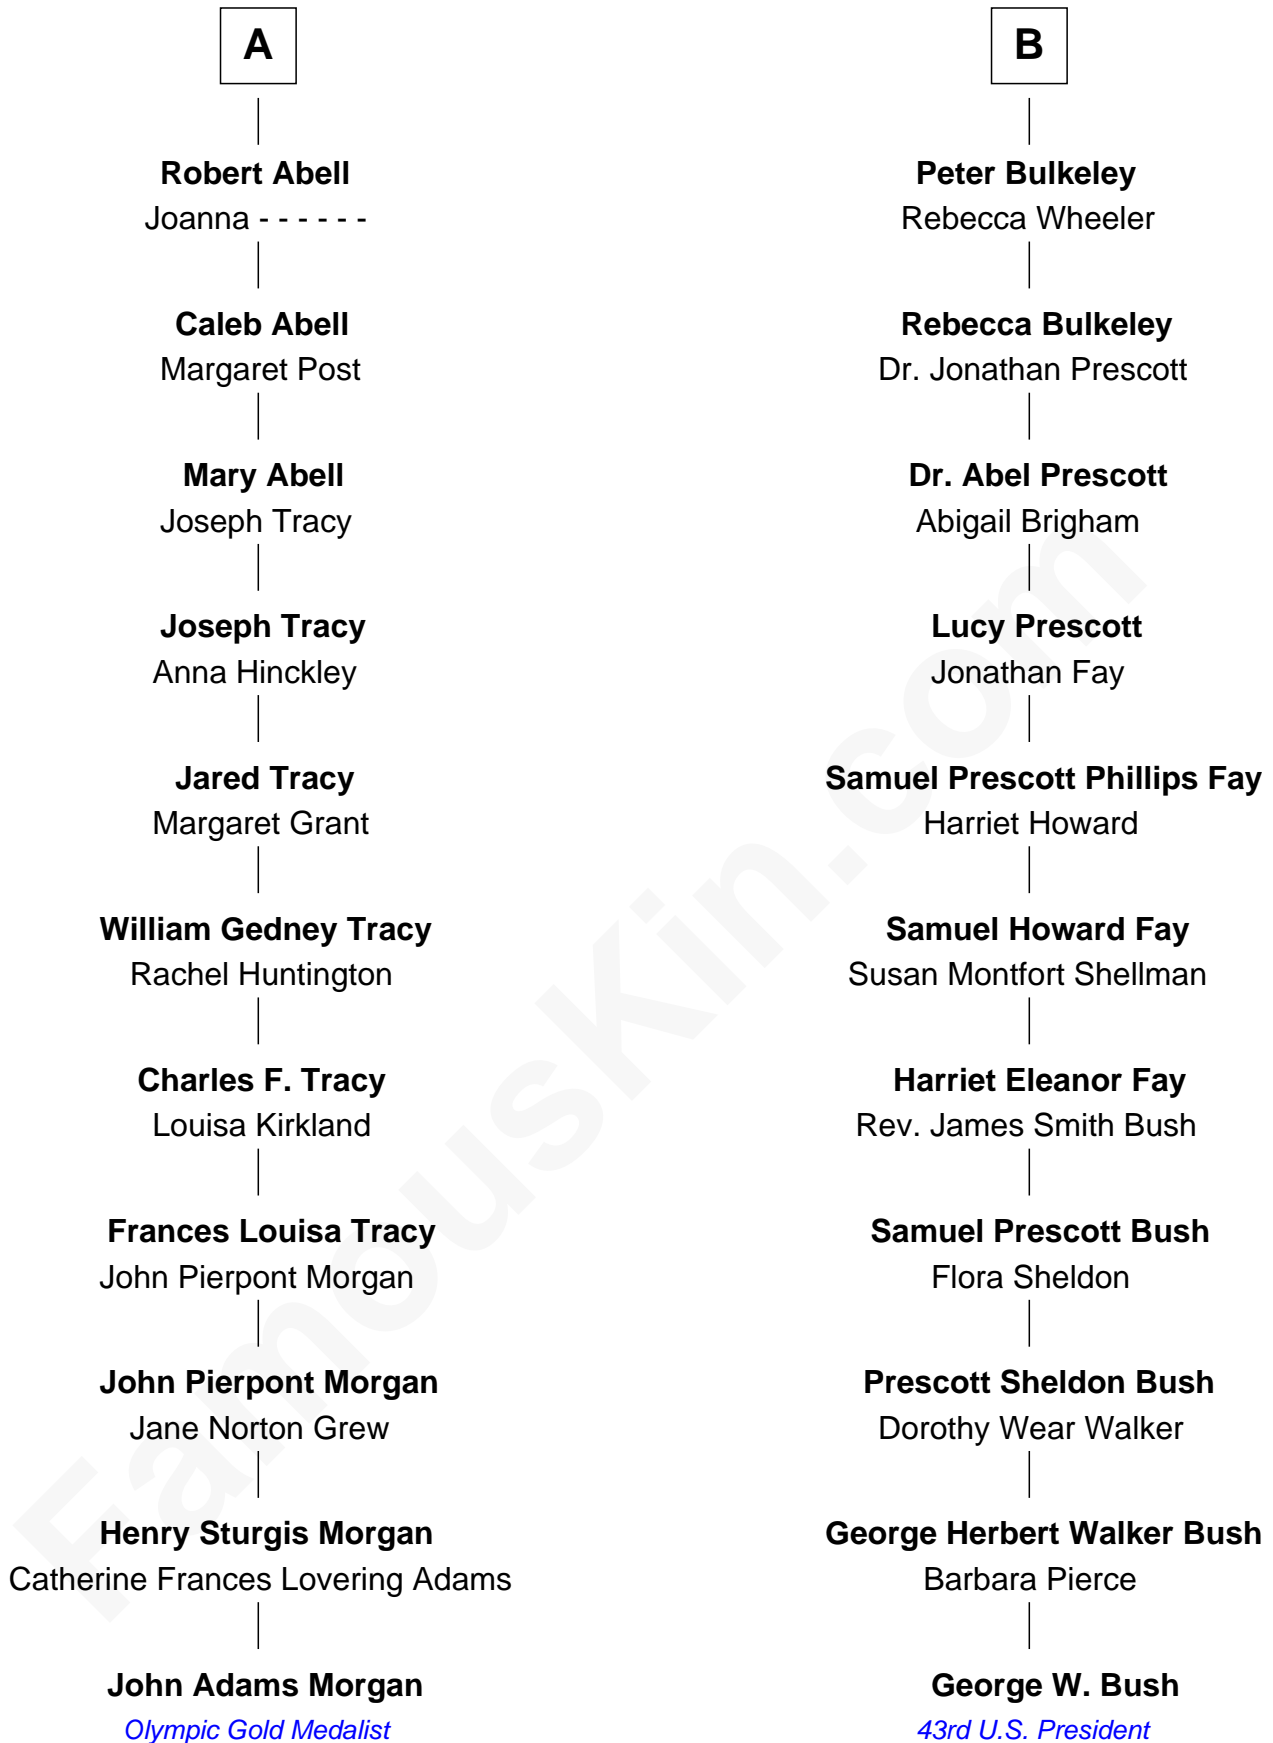 A
Robert Abell
Joanna - - - - - -
Caleb Abell
Margaret Post
Mary Abell
Joseph Tracy
Joseph Tracy
Anna Hinckley
Jared Tracy
Margaret Grant
William Gedney Tracy
Rachel Huntington
Charles F. Tracy
Louisa Kirkland
Frances Louisa Tracy
John Pierpont Morgan
John Pierpont Morgan
Jane Norton Grew
Henry Sturgis Morgan
Catherine Frances Lovering Adams
John Adams Morgan
Olympic Gold Medalist
B
Peter Bulkeley
Rebecca Wheeler
Rebecca Bulkeley
Dr. Jonathan Prescott
Dr. Abel Prescott
Abigail Brigham
Lucy Prescott
Jonathan Fay
Samuel Prescott Phillips Fay
Harriet Howard
Samuel Howard Fay
Susan Montfort Shellman
Harriet Eleanor Fay
Rev. James Smith Bush
Samuel Prescott Bush
Flora Sheldon
Prescott Sheldon Bush
Dorothy Wear Walker
George Herbert Walker Bush
Barbara Pierce
George W. Bush
43rd U.S. President
FamousKin.com